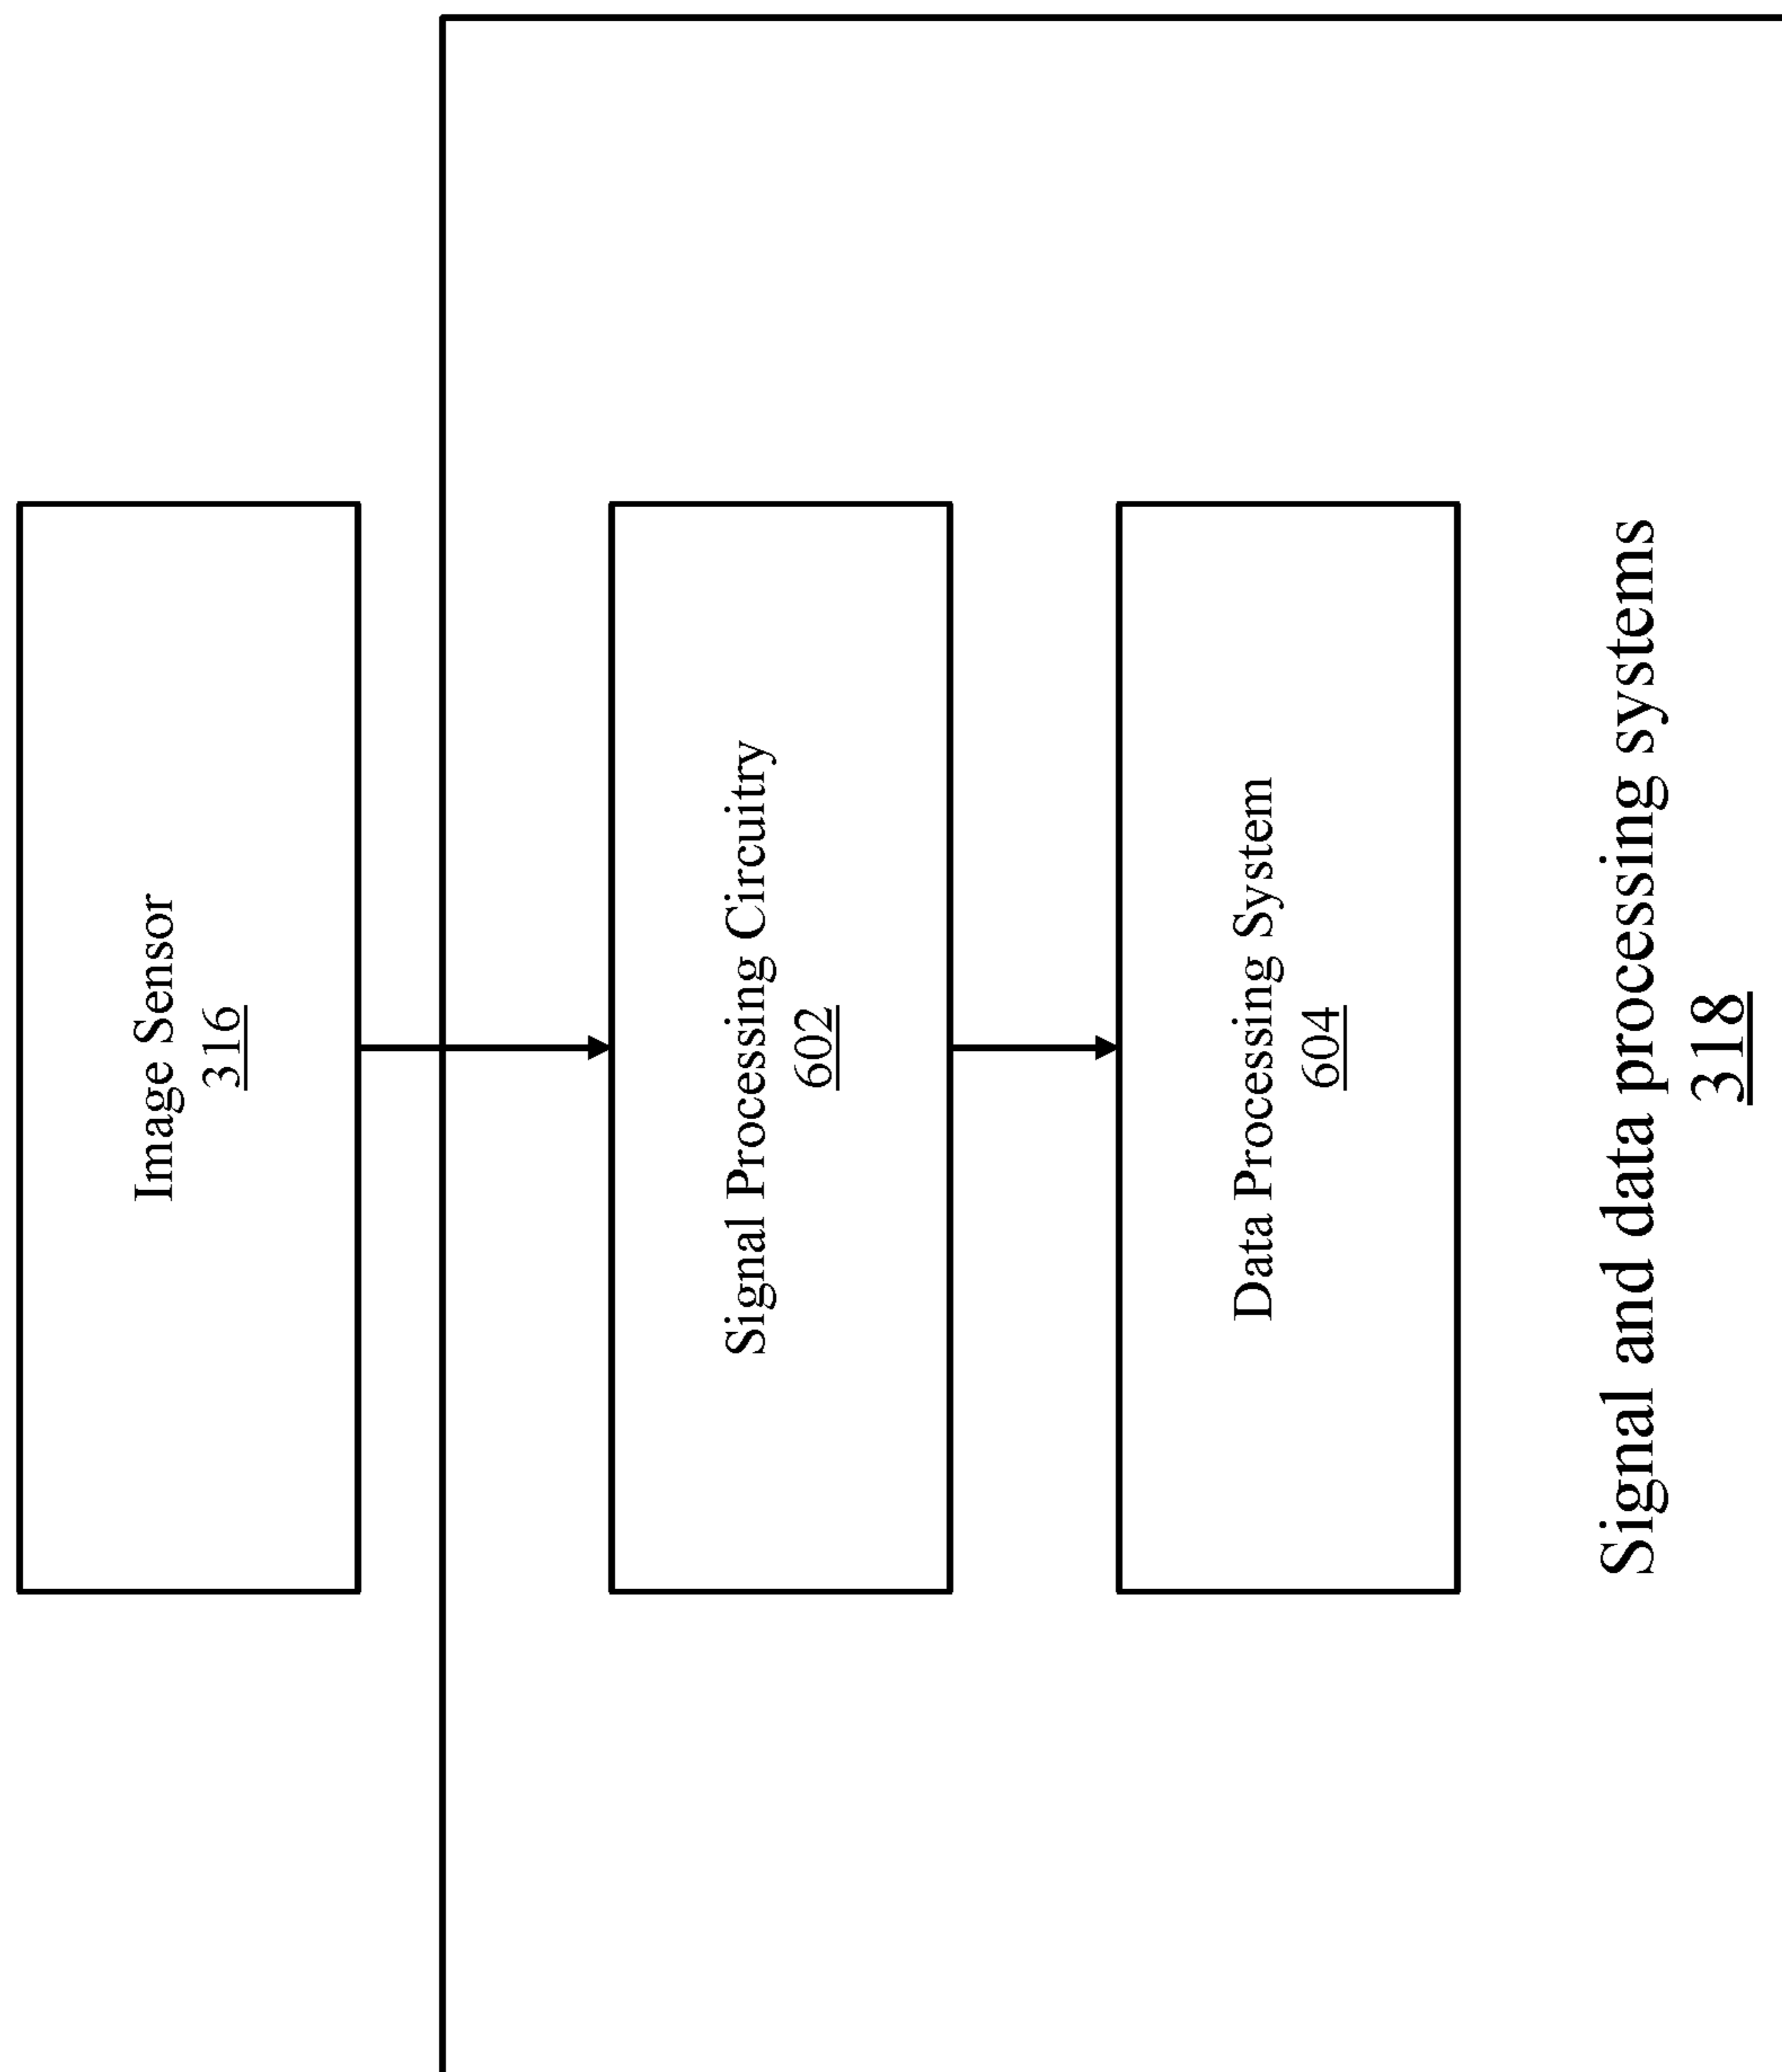 Image Sensor
316
Signal Processing Circuitry
602
Data Processing System
604
Signal and data processing systems
318